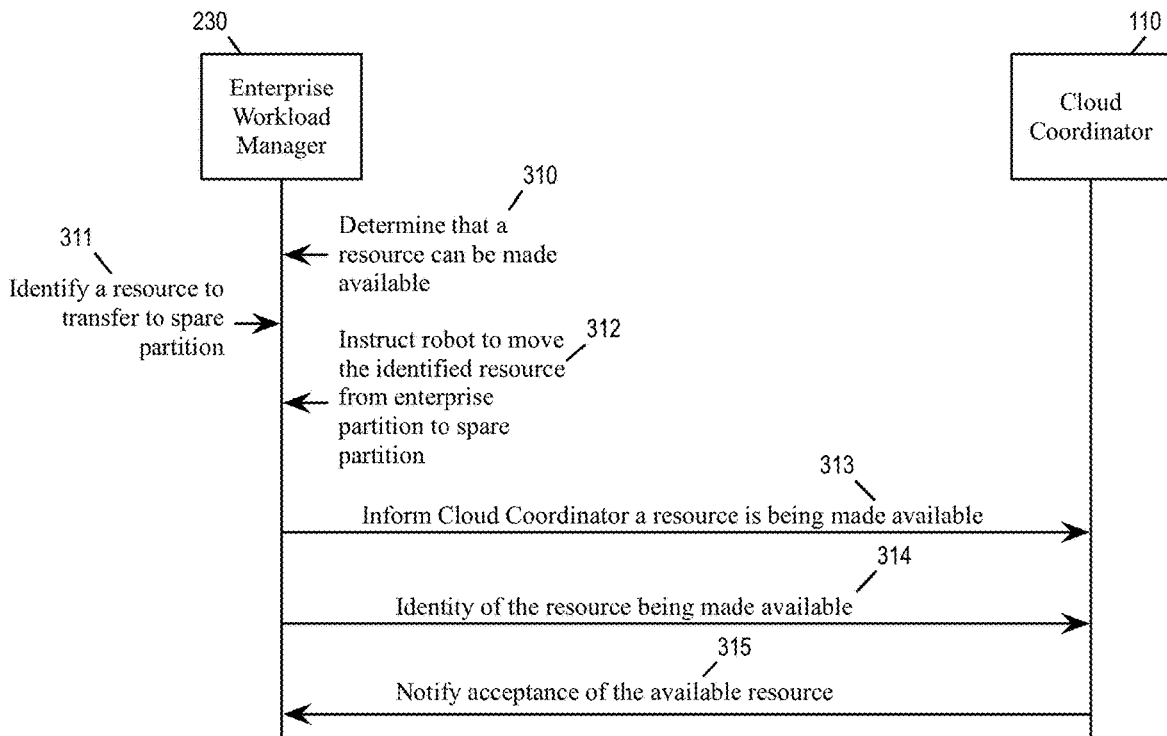 230
110
Enterprise
Workload
Manager
Cloud
Coordinator
310
Determine that a
resource can be made
available
311
Identify a resource to
transfer to spare
partition
312
Instruct robot to move
the identified resource
from enterprise
partition to spare
partition
313
Inform Cloud Coordinator a resource is being made available
314
Identity of the resource being made available
315
Notify acceptance of the available resource